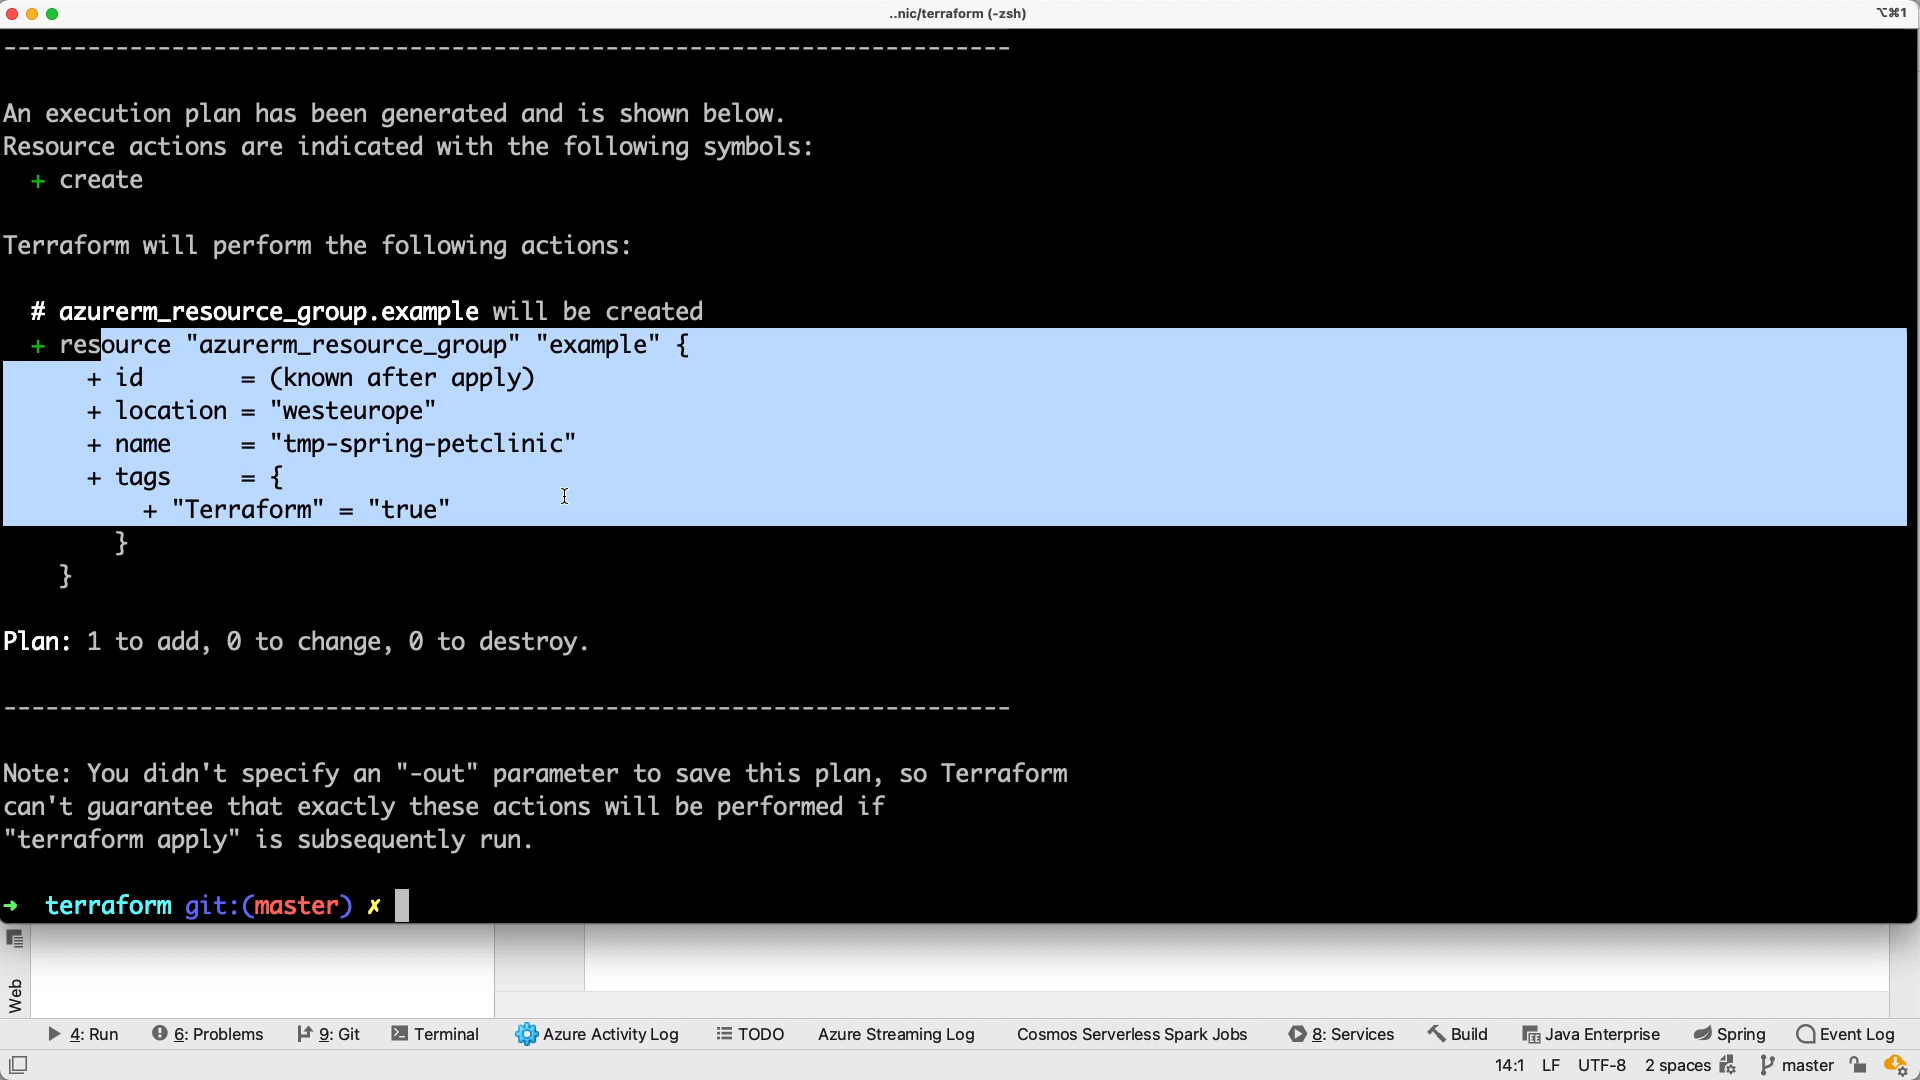 ..nic/terraform (-zsh)
⌥⌘1
------------------------------------------------------------------------
An execution plan has been generated and is shown below.
Resource actions are indicated with the following symbols:
+ create
Terraform will perform the following actions:
# azurerm_resource_group.example will be created
+ resource "azurerm_resource_group" "example" {
+ id       = (known after apply)
+ location = "westeurope"
+ name     = "tmp-spring-petclinic"
+ tags     = {
+ "Terraform" = "true"
}
}
Plan: 1 to add, 0 to change, 0 to destroy.
------------------------------------------------------------------------
Note: You didn't specify an "-out" parameter to save this plan, so Terraform
can't guarantee that exactly these actions will be performed if
"terraform apply" is subsequently run.
➜  terraform git:(master) ✗
Web
4: Run
6: Problems
9: Git
Terminal
Azure Activity Log
TODO
Azure Streaming Log
Cosmos Serverless Spark Jobs
8: Services
Build
Java Enterprise
Spring
Event Log
14:1
LF
UTF-8
2 spaces
master